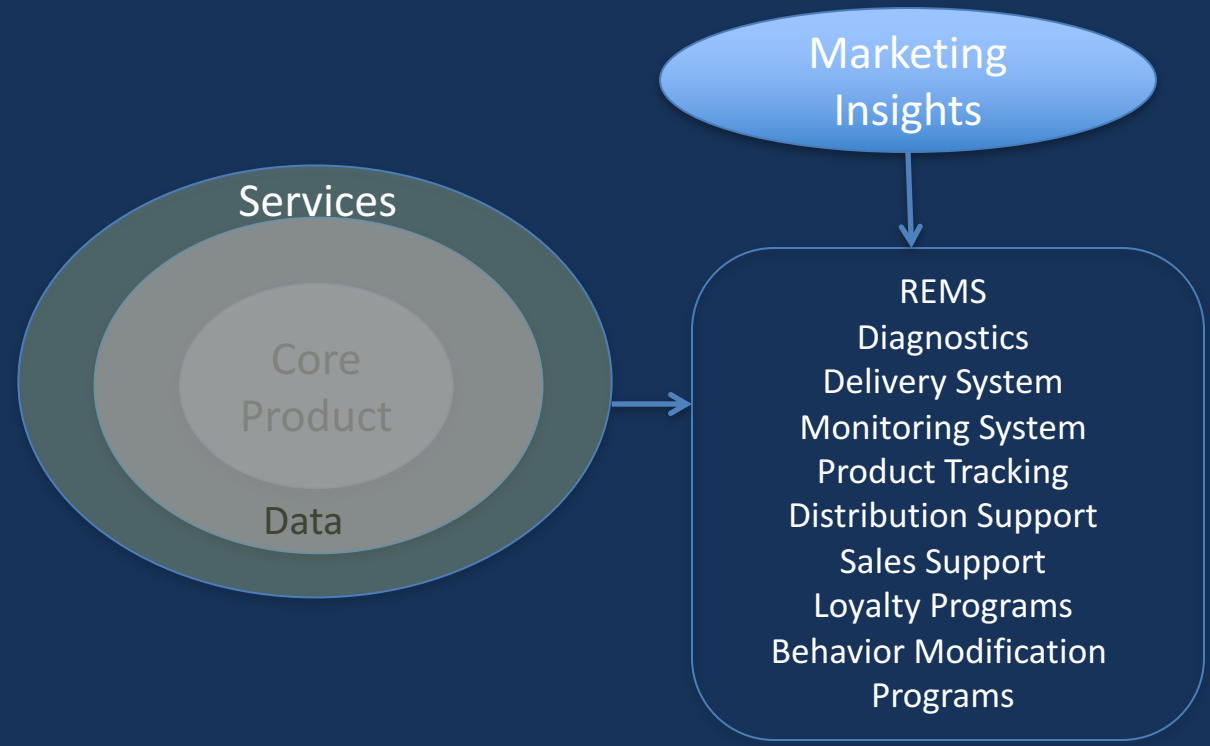 Marketing
Insights
Services
Core
Product
Data
REMS
Diagnostics
Delivery System
Monitoring System
Product Tracking
Distribution Support
Sales Support
Loyalty Programs
Behavior Modification
Programs